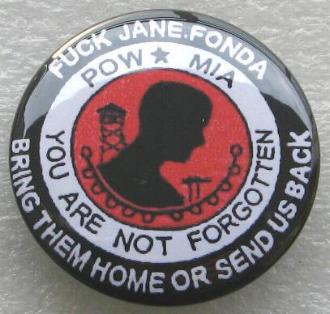 FUCK JANE.FONDA
POW ★ MIA
YOU ARE NOT FORGOTTEN
BRING THEM HOME OR SEND US BACK